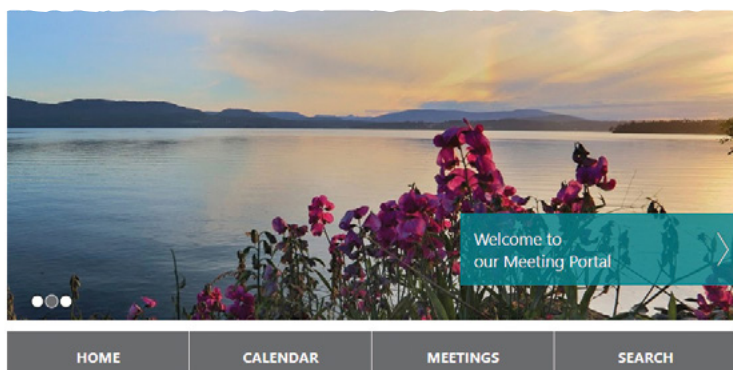 Welcome to
our Meeting Portal
HOME CALENDAR MEETINGS SEARCH